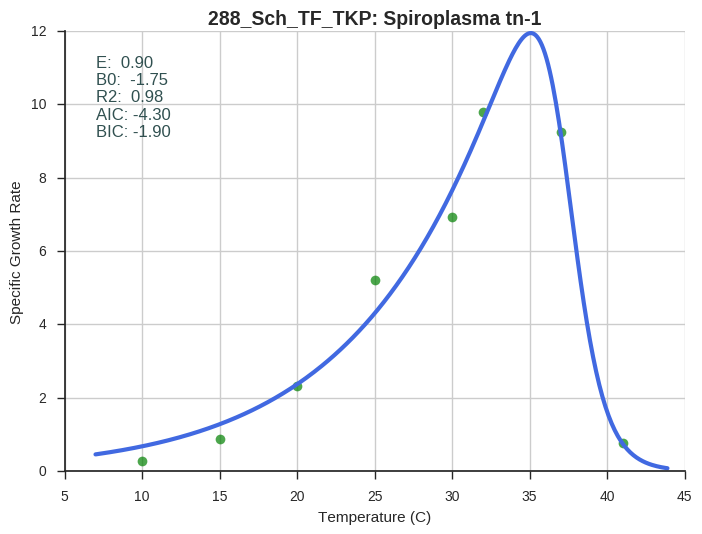 288_Sch_TF_TKP: Spiroplasma tn-1
E:  0.90
B0:  -1.75
R2:  0.98
AIC: -4.30
BIC: -1.90
Specific Growth Rate
12
10
8
6
4
2
0
5 10 15 20 25 30 35 40 45
Temperature (C)